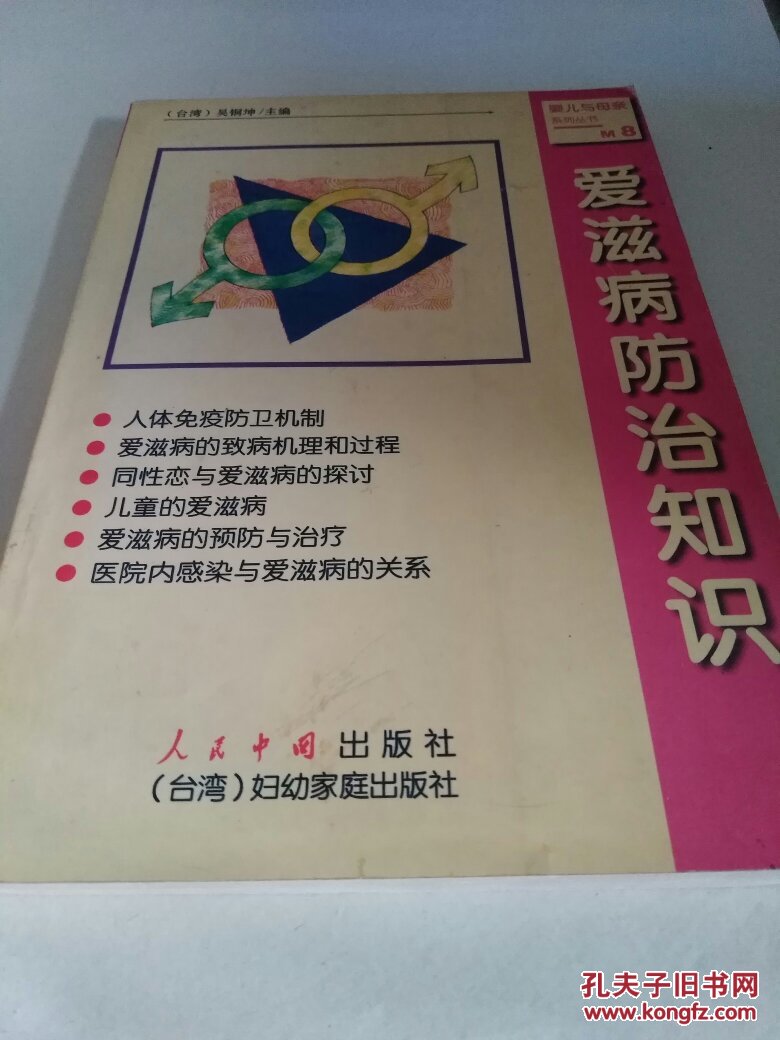 （台湾）吴铜坤/主编
婴儿与母亲
系列丛书
M 8
爱滋病防治知识
● 人体免疫防卫机制
● 爱滋病的致病机理和过程
● 同性恋与爱滋病的探讨
● 儿童的爱滋病
● 爱滋病的预防与治疗
● 医院内感染与爱滋病的关系
人民中国 出版社
（台湾）妇幼家庭出版社
孔夫子旧书网
www.kongfz.com